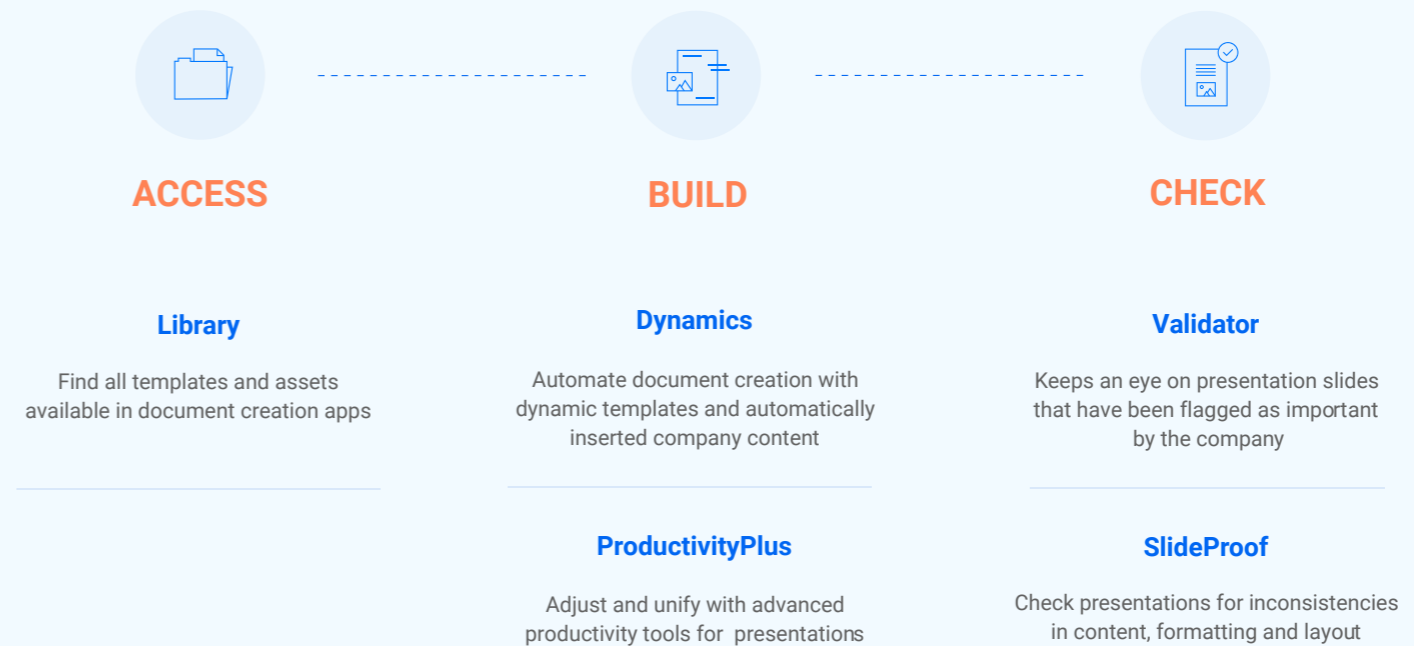 ACCESS
BUILD
CHECK
Library
Find all templates and assets
available in document creation apps
Dynamics
Automate document creation with
dynamic templates and automatically
inserted company content
Validator
Keeps an eye on presentation slides
that have been flagged as important
by the company
ProductivityPlus
Adjust and unify with advanced
productivity tools for presentations
SlideProof
Check presentations for inconsistencies
in content, formatting and layout